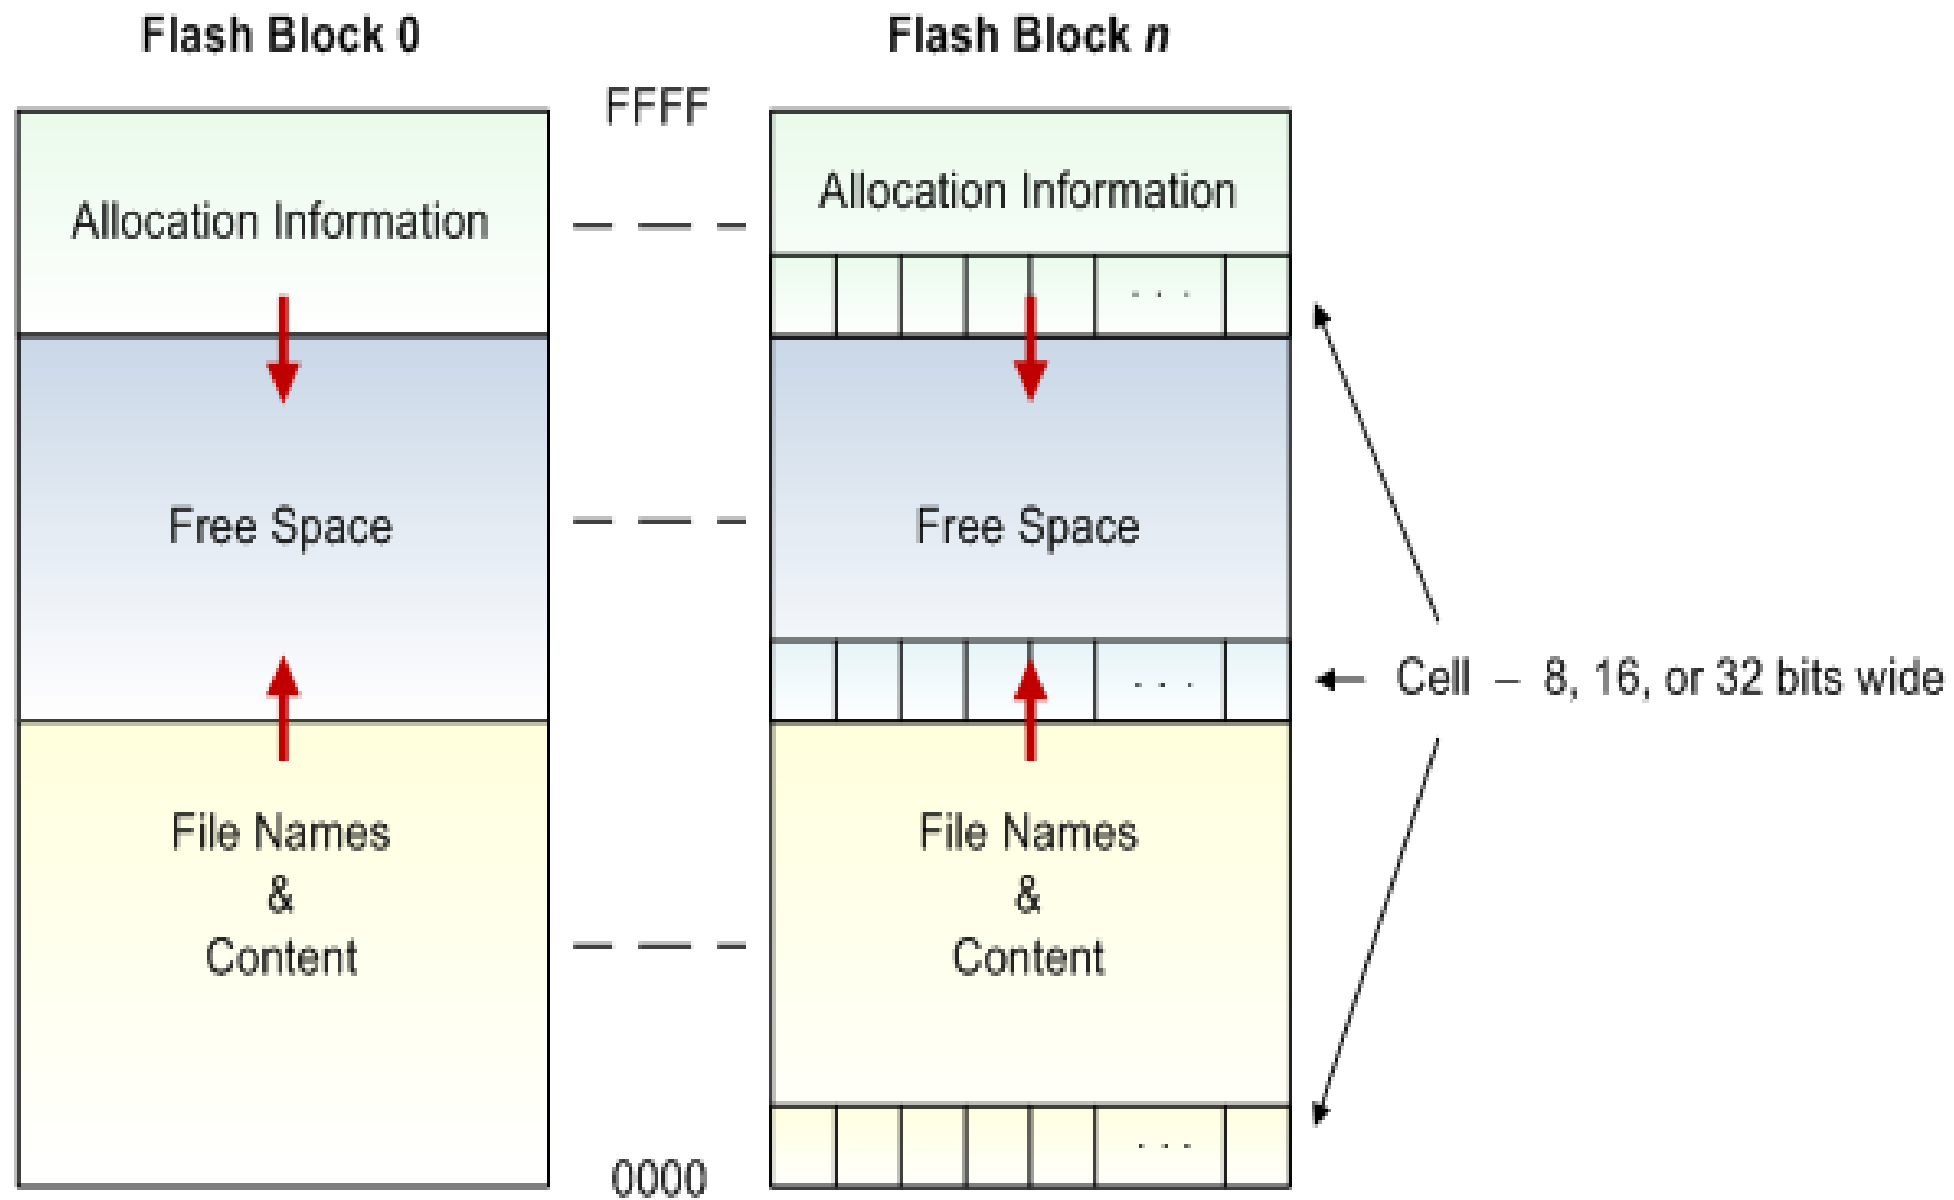 Flash Block 0
Flash Block n
FFFF
Allocation Information
Allocation Information
. . .
Free Space
Free Space
. . .
Cell – 8, 16, or 32 bits wide
File Names
&
Content
File Names
&
Content
. . .
0000